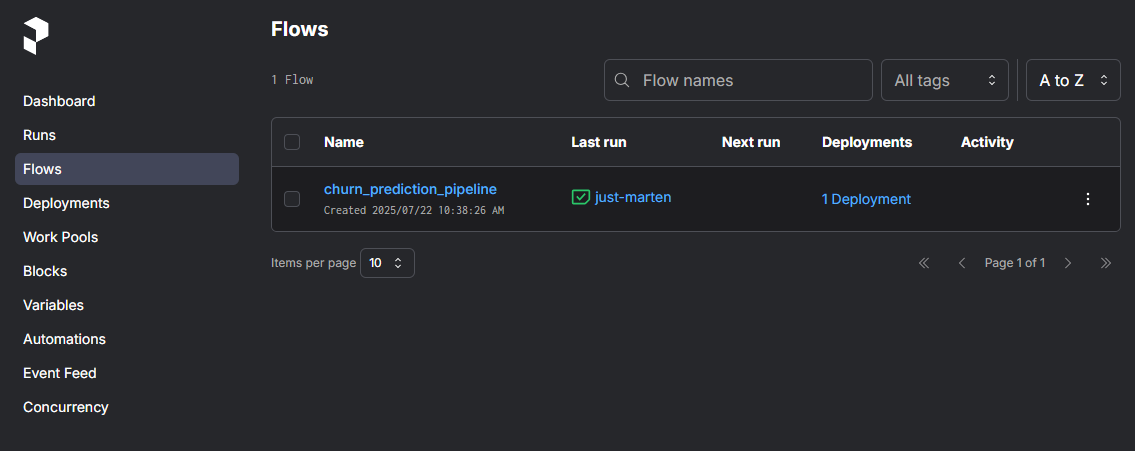 Flows
1 Flow
Flow names
All tags
A to Z
Dashboard
Runs
Flows
Deployments
Work Pools
Blocks
Variables
Automations
Event Feed
Concurrency
Name Last run Next run Deployments Activity
churn_prediction_pipeline
Created 2025/07/22 10:38:26 AM
just-marten
1 Deployment
Items per page 10
Page 1 of 1